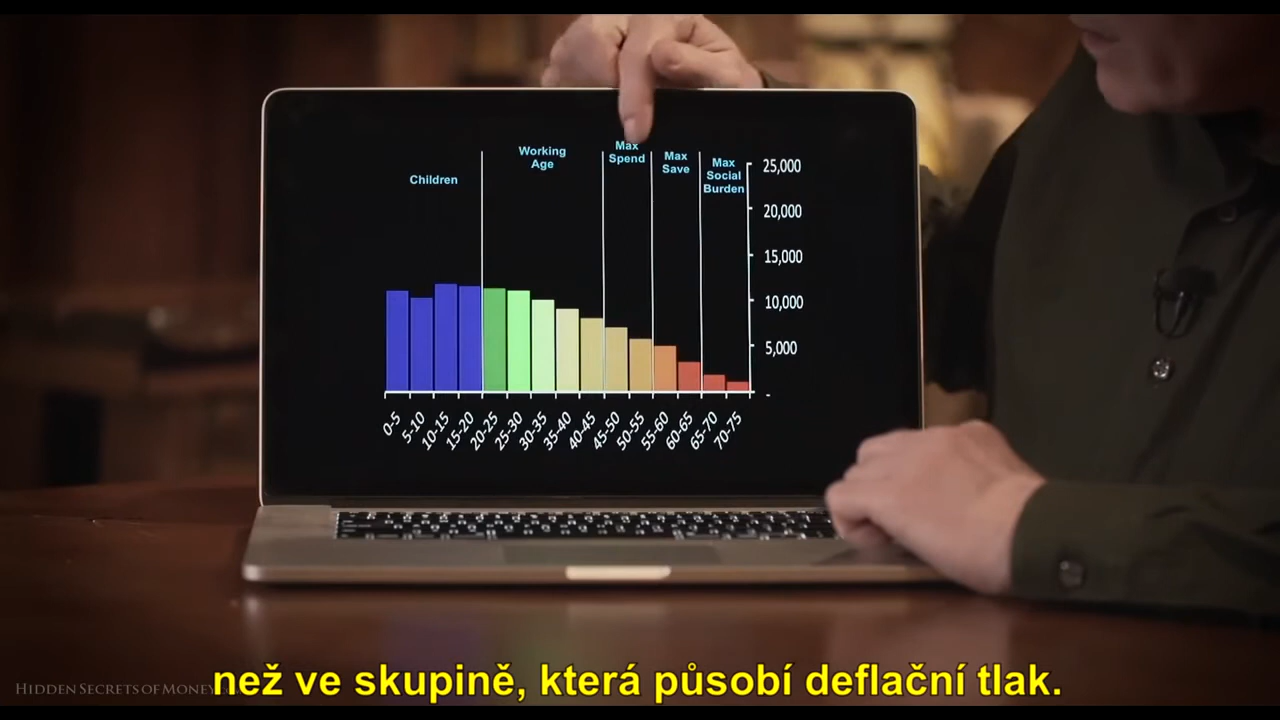 Children
Working
Age
Max
Spend
Max
Save
Max
Social
Burden
25,000
20,000
15,000
10,000
5,000
-
0-5
5-10
10-15
15-20
20-25
25-30
30-35
35-40
40-45
45-50
50-55
55-60
60-65
65-70
70-75
než ve skupině, která působí deflační tlak.
HIDDEN SECRETS OF MONEY